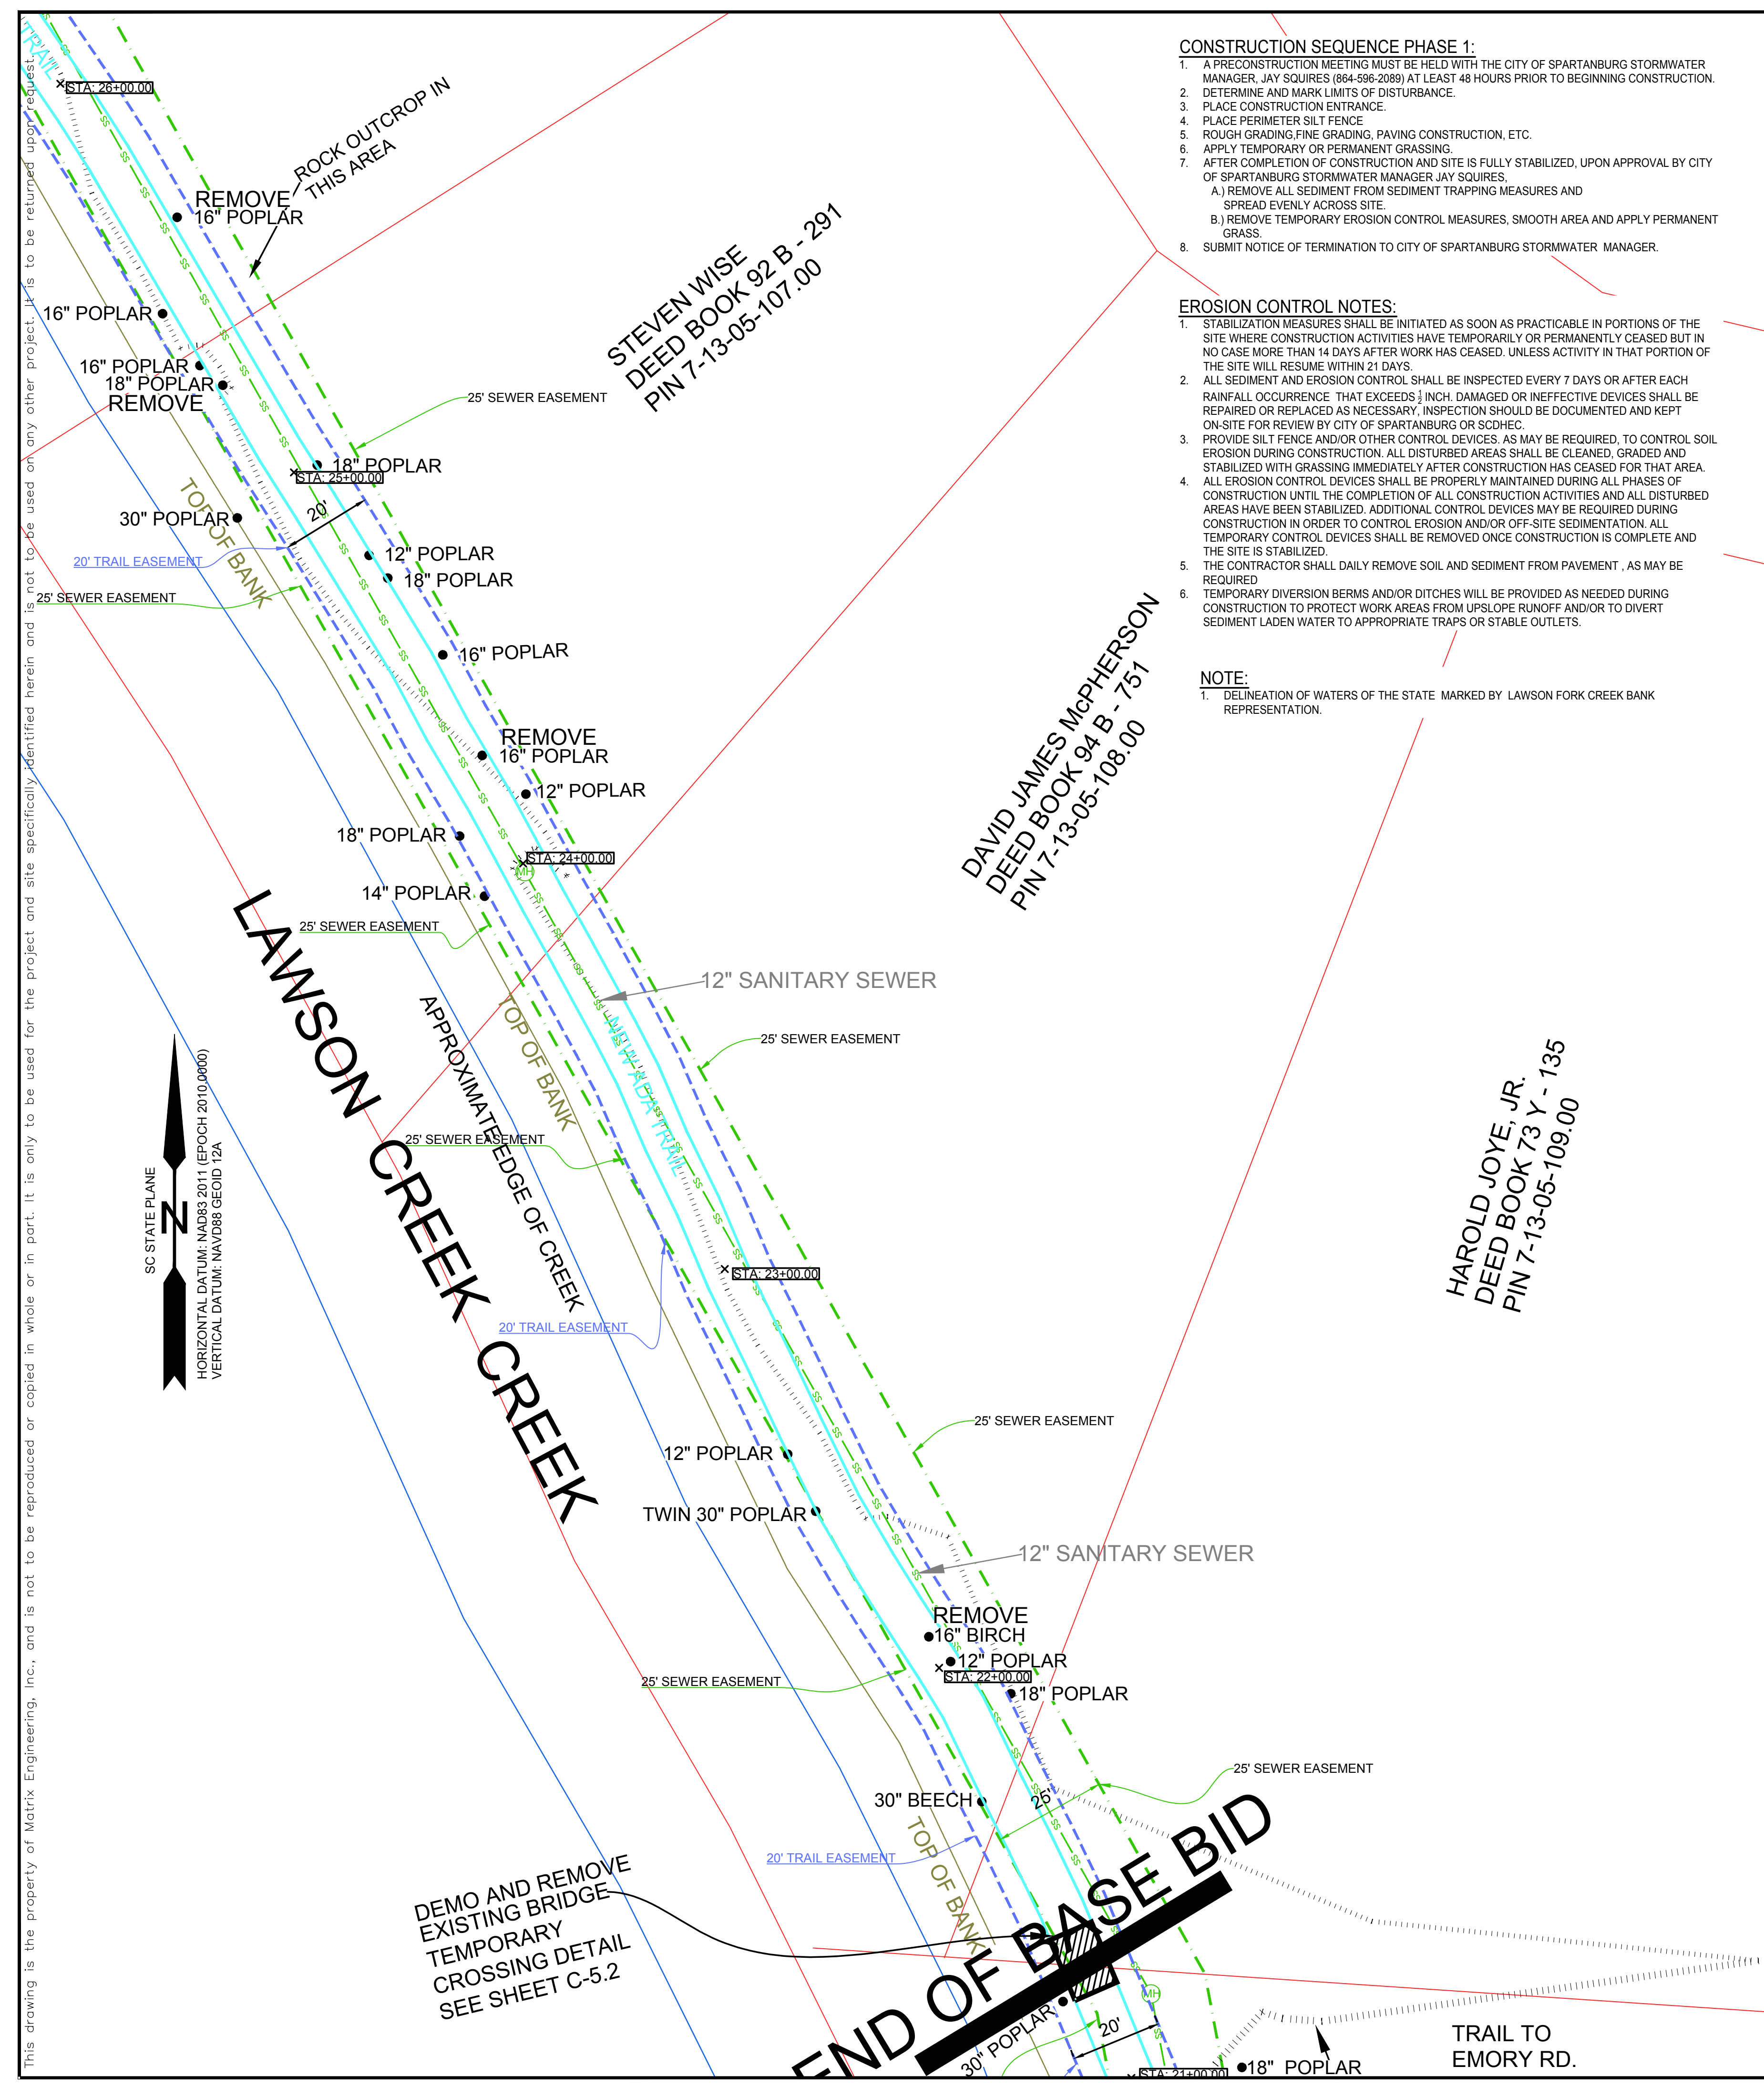 CONSTRUCTION SEQUENCE PHASE 1:
1. A PRECONSTRUCTION MEETING MUST BE HELD WITH THE CITY OF SPARTANBURG STORMWATER
MANAGER, JAY SQUIRES (864-596-2089) AT LEAST 48 HOURS PRIOR TO BEGINNING CONSTRUCTION.
2. DETERMINE AND MARK LIMITS OF DISTURBANCE.
3. PLACE CONSTRUCTION ENTRANCE.
4. PLACE PERIMETER SILT FENCE
5. ROUGH GRADING,FINE GRADING, PAVING CONSTRUCTION, ETC.
6. APPLY TEMPORARY OR PERMANENT GRASSING.
7. AFTER COMPLETION OF CONSTRUCTION AND SITE IS FULLY STABILIZED, UPON APPROVAL BY CITY
OF SPARTANBURG STORMWATER MANAGER JAY SQUIRES,
A.) REMOVE ALL SEDIMENT FROM SEDIMENT TRAPPING MEASURES AND
SPREAD EVENLY ACROSS SITE.
B.) REMOVE TEMPORARY EROSION CONTROL MEASURES, SMOOTH AREA AND APPLY PERMANENT
GRASS.
8. SUBMIT NOTICE OF TERMINATION TO CITY OF SPARTANBURG STORMWATER MANAGER.
EROSION CONTROL NOTES:
1. STABILIZATION MEASURES SHALL BE INITIATED AS SOON AS PRACTICABLE IN PORTIONS OF THE
SITE WHERE CONSTRUCTION ACTIVITIES HAVE TEMPORARILY OR PERMANENTLY CEASED BUT IN
NO CASE MORE THAN 14 DAYS AFTER WORK HAS CEASED. UNLESS ACTIVITY IN THAT PORTION OF
THE SITE WILL RESUME WITHIN 21 DAYS.
2. ALL SEDIMENT AND EROSION CONTROL SHALL BE INSPECTED EVERY 7 DAYS OR AFTER EACH
RAINFALL OCCURRENCE THAT EXCEEDS ½ INCH. DAMAGED OR INEFFECTIVE DEVICES SHALL BE
REPAIRED OR REPLACED AS NECESSARY, INSPECTION SHOULD BE DOCUMENTED AND KEPT
ON-SITE FOR REVIEW BY CITY OF SPARTANBURG OR SCDHEC.
3. PROVIDE SILT FENCE AND/OR OTHER CONTROL DEVICES. AS MAY BE REQUIRED, TO CONTROL SOIL
EROSION DURING CONSTRUCTION. ALL DISTURBED AREAS SHALL BE CLEANED, GRADED AND
STABILIZED WITH GRASSING IMMEDIATELY AFTER CONSTRUCTION HAS CEASED FOR THAT AREA.
4. ALL EROSION CONTROL DEVICES SHALL BE PROPERLY MAINTAINED DURING ALL PHASES OF
CONSTRUCTION UNTIL THE COMPLETION OF ALL CONSTRUCTION ACTIVITIES AND ALL DISTURBED
AREAS HAVE BEEN STABILIZED. ADDITIONAL CONTROL DEVICES MAY BE REQUIRED DURING
CONSTRUCTION IN ORDER TO CONTROL EROSION AND/OR OFF-SITE SEDIMENTATION. ALL
TEMPORARY CONTROL DEVICES SHALL BE REMOVED ONCE CONSTRUCTION IS COMPLETE AND
THE SITE IS STABILIZED.
5. THE CONTRACTOR SHALL DAILY REMOVE SOIL AND SEDIMENT FROM PAVEMENT , AS MAY BE
REQUIRED
6. TEMPORARY DIVERSION BERMS AND/OR DITCHES WILL BE PROVIDED AS NEEDED DURING
CONSTRUCTION TO PROTECT WORK AREAS FROM UPSLOPE RUNOFF AND/OR TO DIVERT
SEDIMENT LADEN WATER TO APPROPRIATE TRAPS OR STABLE OUTLETS.
NOTE:
1. DELINEATION OF WATERS OF THE STATE MARKED BY LAWSON FORK CREEK BANK
REPRESENTATION.
This drawing is the property of Matrix Engineering, Inc., and is not to be reproduced or copied in whole or in part. It is only to be used for the project and site specifically identified herein and is not to be used on any other project. It is to be returned upon request.
TRAIL
STA: 26+00.00
ROCK OUTCROP IN
THIS AREA
REMOVE
16" POPLAR
16" POPLAR
16" POPLAR
18" POPLAR
REMOVE
STEVEN WISE
DEED BOOK 92 B - 291
PIN 7-13-05-107.00
25' SEWER EASEMENT
18" POPLAR
STA: 25+00.00
20'
TOP OF BANK
30" POPLAR
12" POPLAR
20' TRAIL EASEMENT
18" POPLAR
25' SEWER EASEMENT
16" POPLAR
DAVID JAMES McPHERSON
DEED BOOK 94 B - 751
PIN 7-13-05-108.00
REMOVE
16" POPLAR
12" POPLAR
18" POPLAR
STA: 24+00.00
MH
14" POPLAR
25' SEWER EASEMENT
12" SANITARY SEWER
LAWSON CREEK CREEK
APPROXIMATE EDGE OF CREEK
TOP OF BANK
NEW ADA TRAIL
25' SEWER EASEMENT
25' SEWER EASEMENT
SC STATE PLANE
N
HORIZONTAL DATUM: NAD83 2011 (EPOCH 2010.0000)
VERTICAL DATUM: NAVD88 GEOID 12A
HAROLD JOYE, JR.
DEED BOOK 73 Y - 135
PIN 7-13-05-109.00
STA: 23+00.00
20' TRAIL EASEMENT
25' SEWER EASEMENT
12" POPLAR
TWIN 30" POPLAR
12" SANITARY SEWER
REMOVE
16" BIRCH
12" POPLAR
STA: 22+00.00
25' SEWER EASEMENT
18" POPLAR
25' SEWER EASEMENT
30" BEECH
25'
TOP OF BANK
20' TRAIL EASEMENT
DEMO AND REMOVE
EXISTING BRIDGE
TEMPORARY
CROSSING DETAIL
SEE SHEET C-5.2
END OF BASE BID
MH
30" POPLAR
20'
STA: 21+00.00
18" POPLAR
TRAIL TO
EMORY RD.